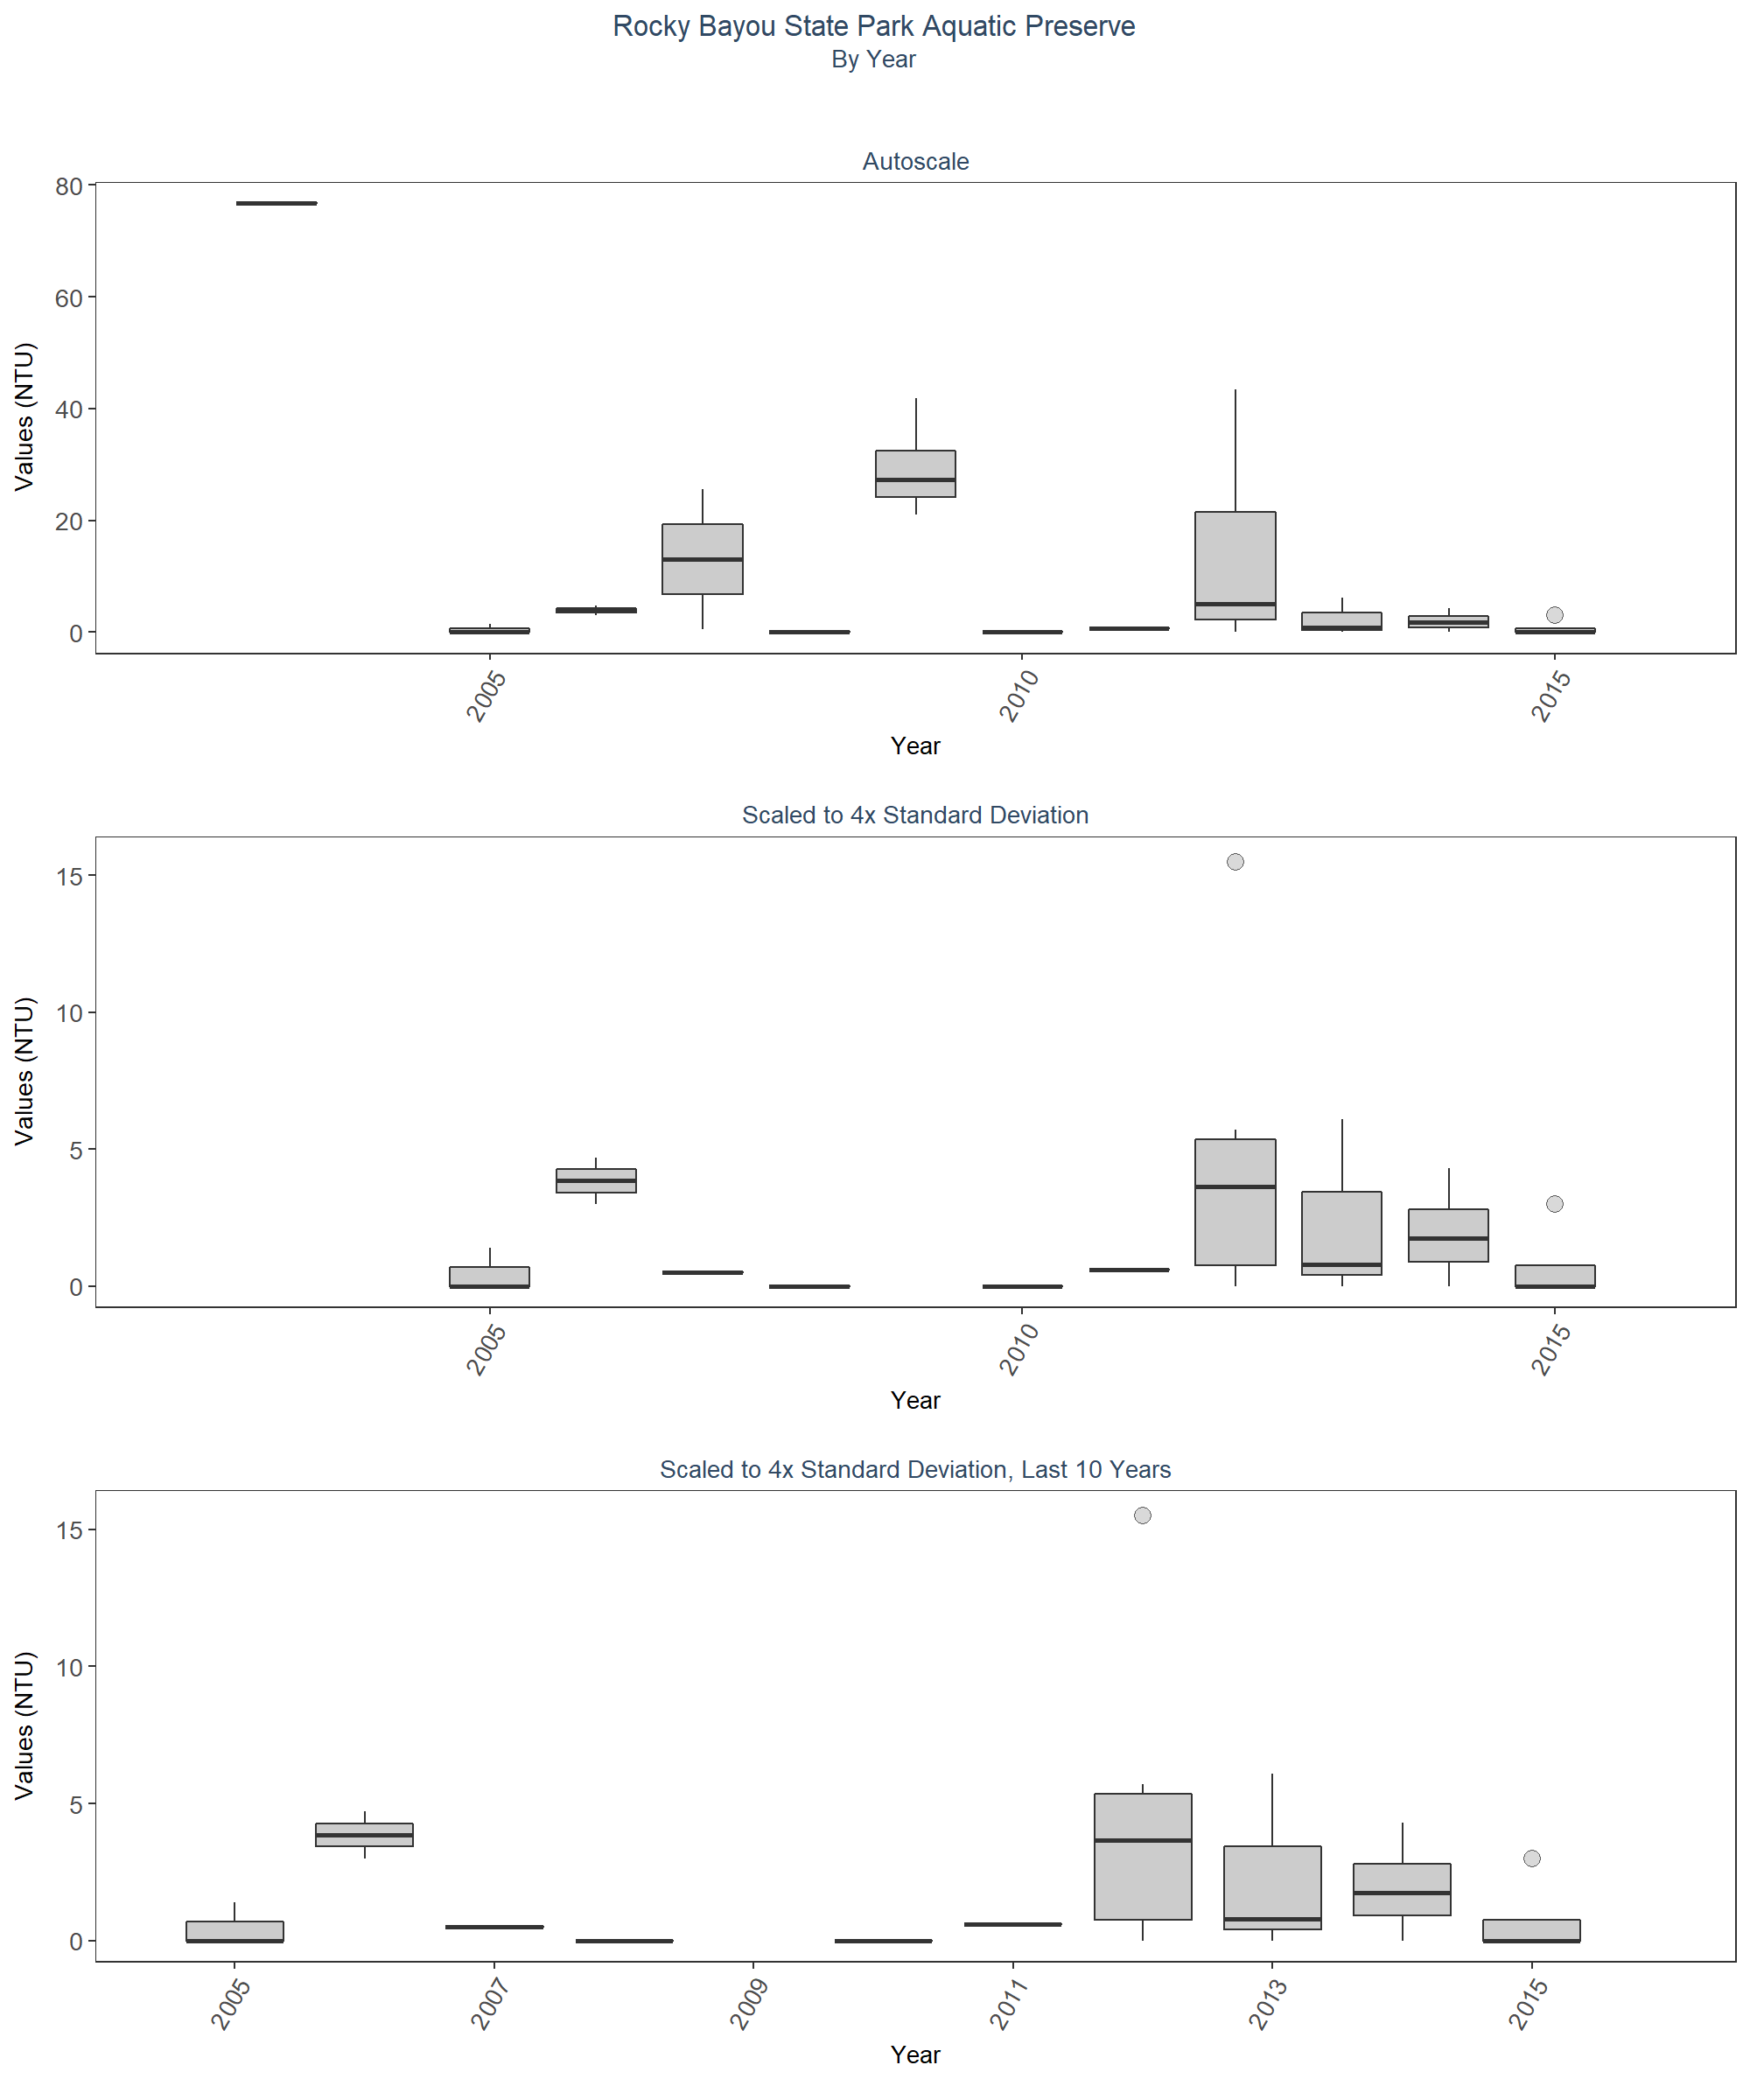 Rocky Bayou State Park Aquatic Preserve
By Year
Autoscale
Values (NTU)
80
60
40
20
0
2005
2010
2015
Year
Scaled to 4x Standard Deviation
Values (NTU)
15
10
5
0
2005
2010
2015
Year
Scaled to 4x Standard Deviation, Last 10 Years
Values (NTU)
15
10
5
0
2005
2007
2009
2011
2013
2015
Year